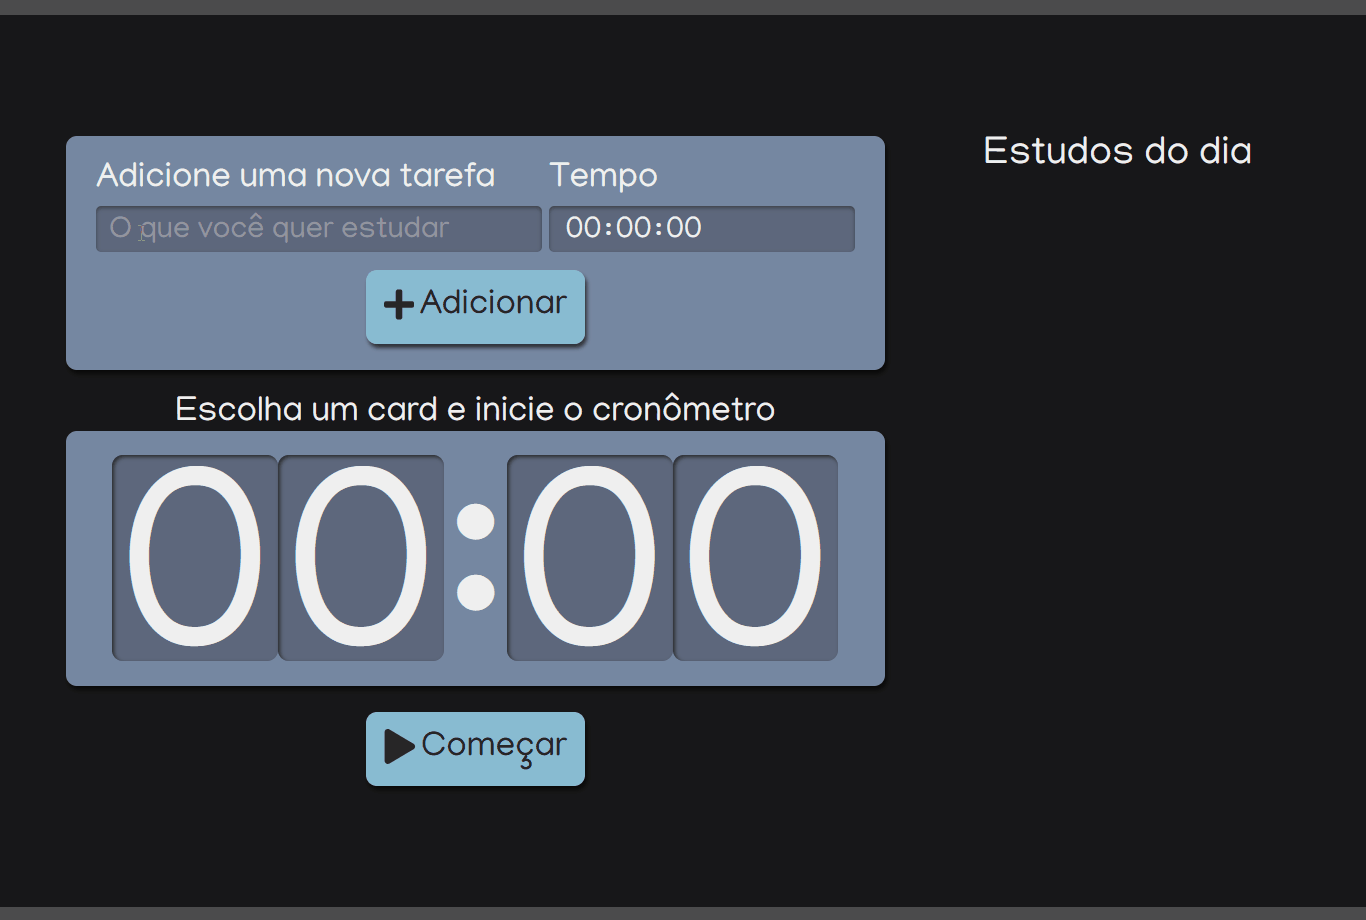 Adicione uma nova tarefa
Tempo
O que você quer estudar
00:00:00
Adicionar
Escolha um card e inicie o cronômetro
00:00
Começar
Estudos do dia